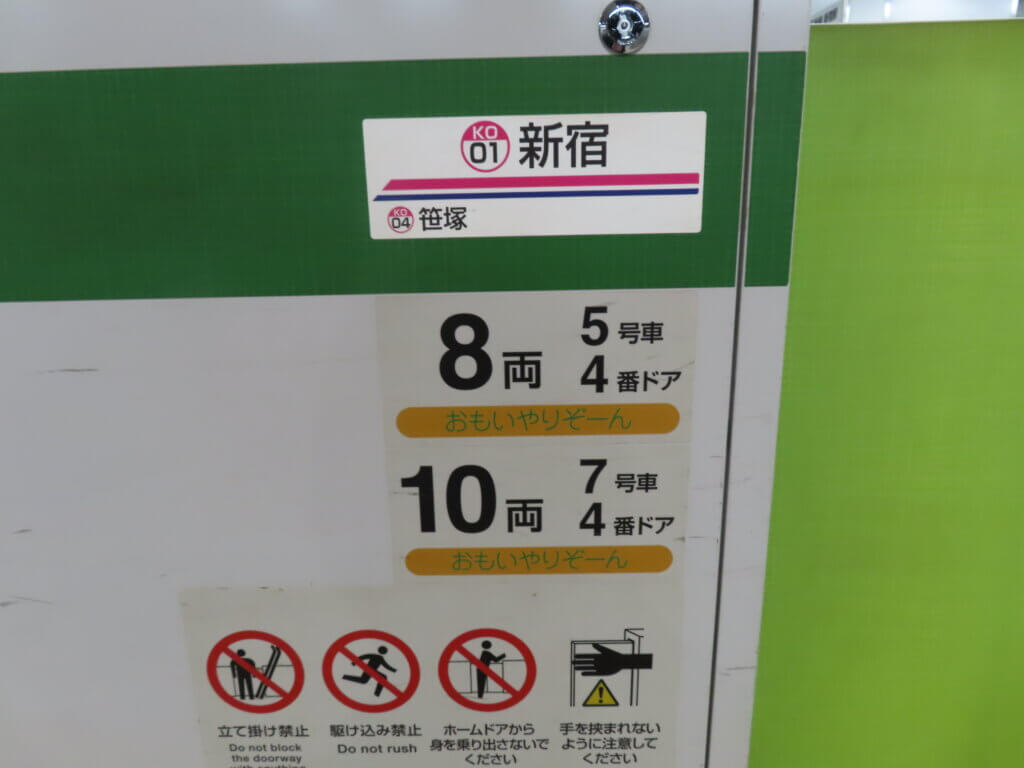 KO
01
新宿
KO
04
笹塚
8両
5号車
4番ドア
おもいやりぞーん
10両
7号車
4番ドア
おもいやりぞーん
立て掛け禁止
Do not block
the doorway
with anything
駆け込み禁止
Do not rush
ホームドアから
身を乗り出さないで
ください
手を挟まれない
ように注意して
ください